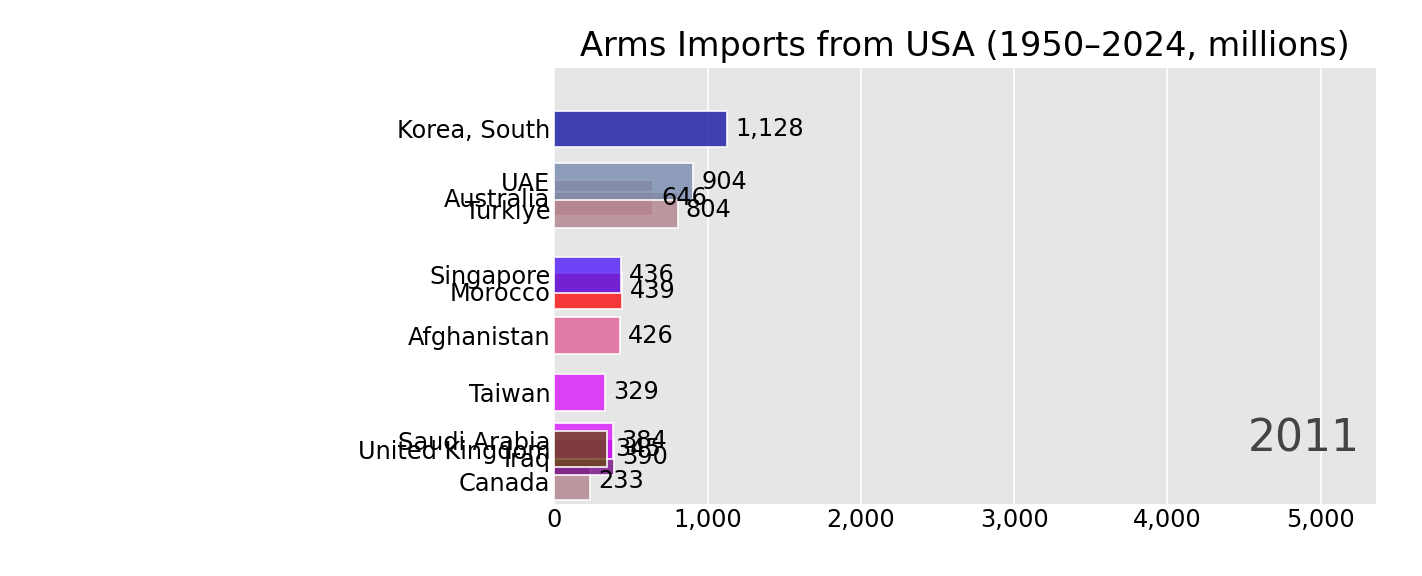 Arms Imports from USA (1950–2024, millions)
Korea, South 1,128
UAE 904
Australia 646
Türkiye 804
Singapore 436
Morocco 439
Afghanistan 426
Taiwan 329
Saudi Arabia 384
United Kingdom 345
Iraq 390
Canada 233
2011
0 1,000 2,000 3,000 4,000 5,000